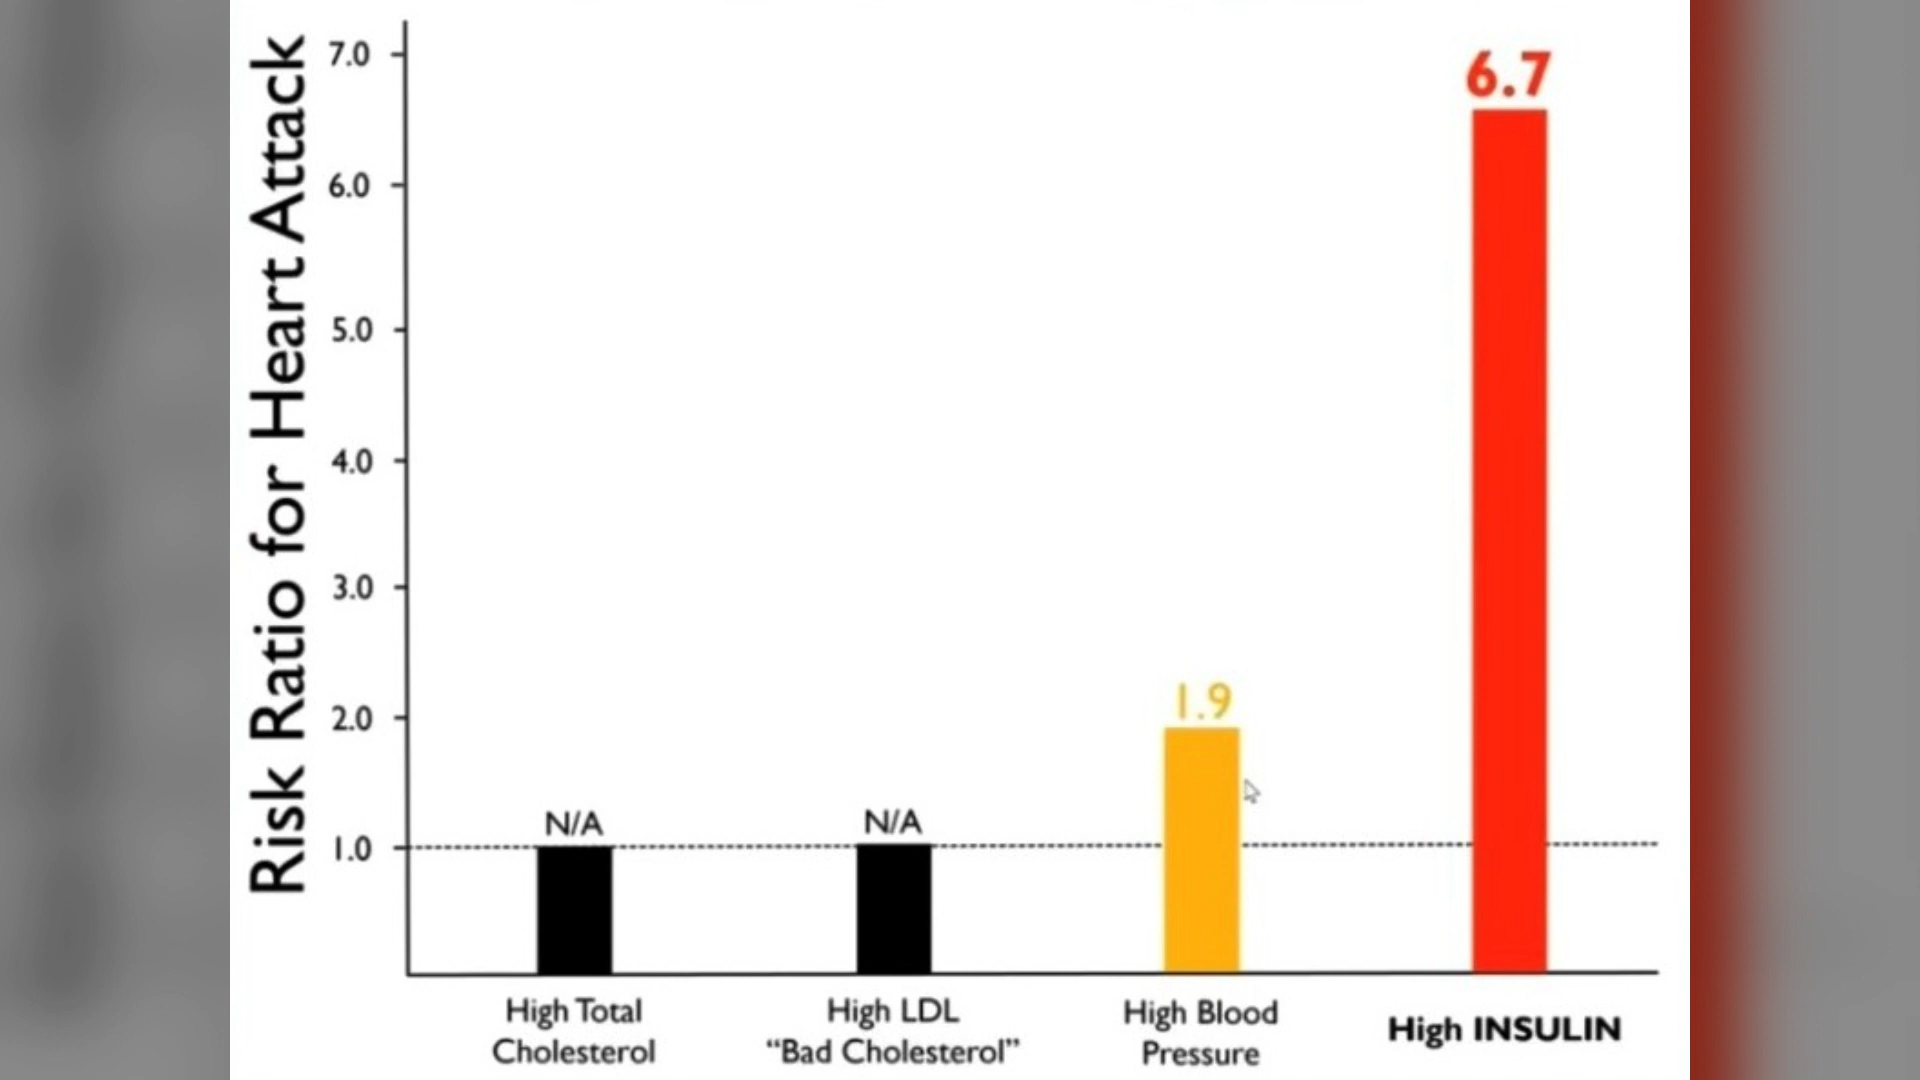 Risk Ratio for Heart Attack
7.0
6.0
5.0
4.0
3.0
2.0
1.0
N/A
N/A
1.9
6.7
High Total
Cholesterol
High LDL
“Bad Cholesterol”
High Blood
Pressure
High INSULIN